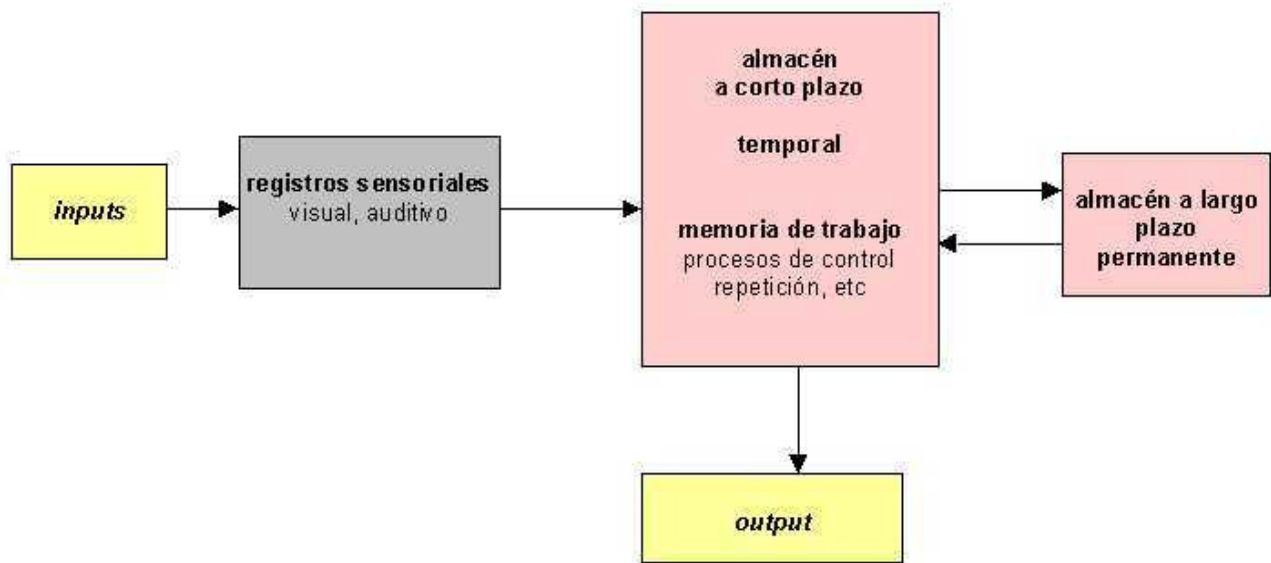 inputs
registros sensoriales
visual, auditivo
almacén
a corto plazo
temporal
memoria de trabajo
procesos de control
repetición, etc
almacén a largo
plazo
permanente
output